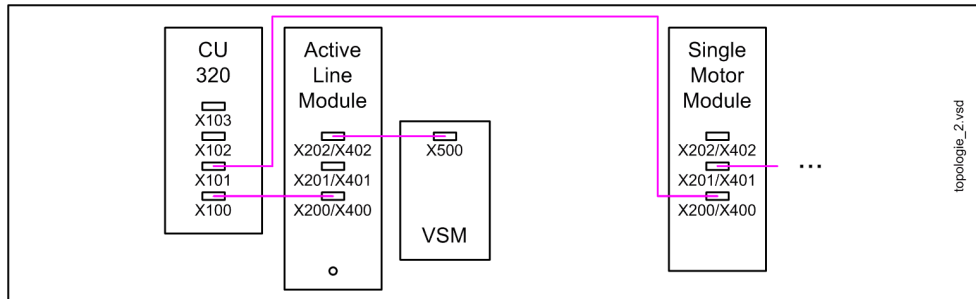 CU
320
X103
X102
X101
X100
Active
Line
Module
X202/X402
X201/X401
X200/X400
X500
VSM
Single
Motor
Module
X202/X402
X201/X401
X200/X400
...
topologie_2.vsd